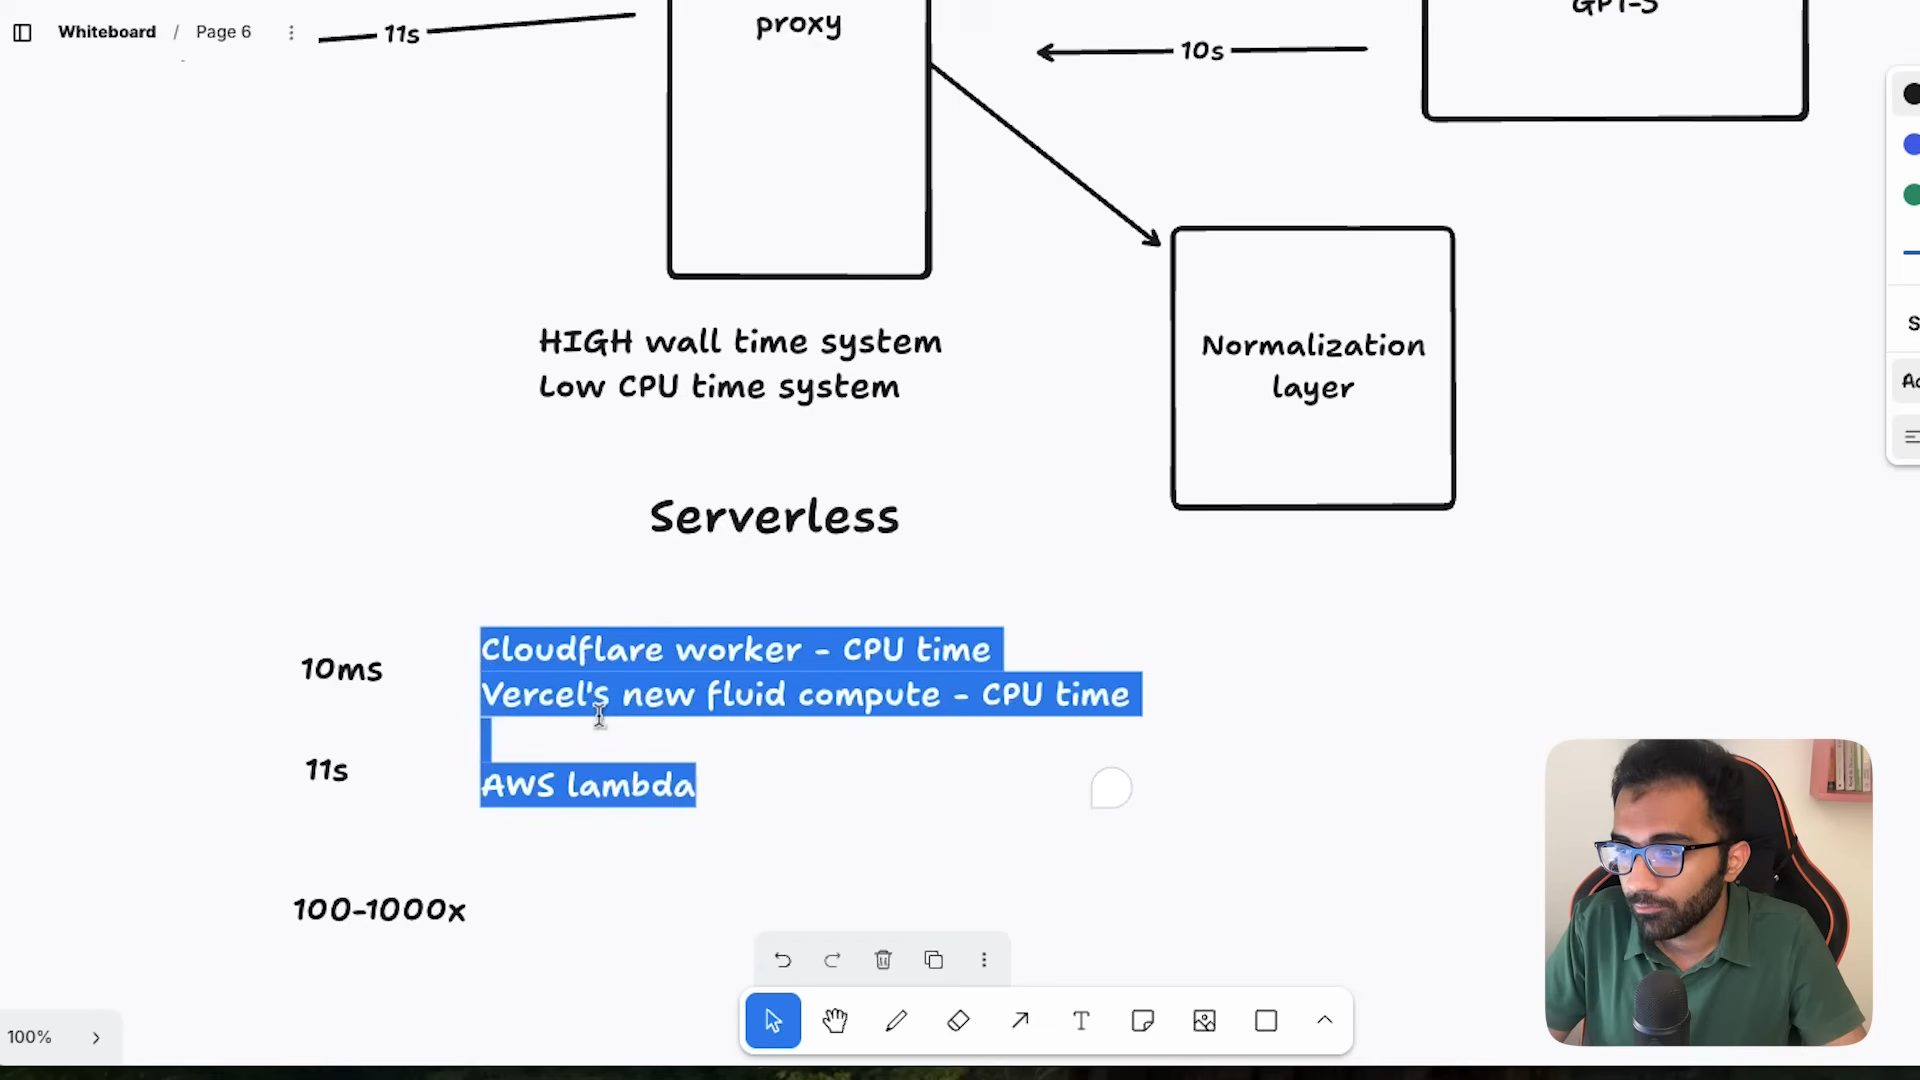 Whiteboard / Page 6
11s
proxy
10s
GPT-5
HIGH wall time system
Low CPU time system
Normalization
layer
Serverless
10ms
Cloudflare worker - CPU time
Vercel's new fluid compute - CPU time
11s
AWS lambda
100-1000x
100%